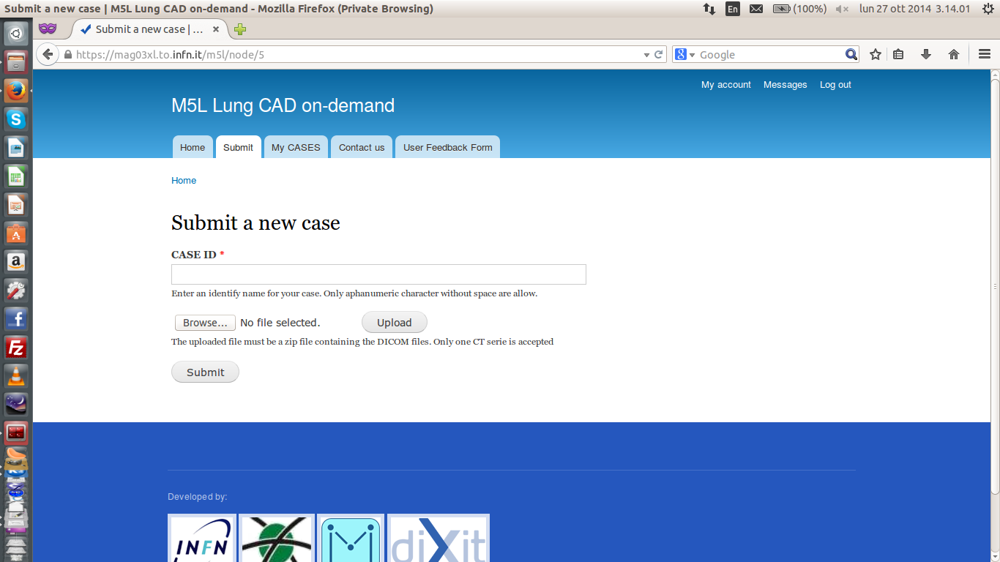 Submit a new case | M5L Lung CAD on-demand - Mozilla Firefox (Private Browsing)
En
(100%)
lun 27 ott 2014 3.14.01
Submit a new case | ...
https://mag03xl.to.infn.it/m5l/node/5
8
Google
My account
Messages
Log out
M5L Lung CAD on-demand
Home
Submit
My CASES
Contact us
User Feedback Form
Home
Submit a new case
CASE ID *
Enter an identify name for your case. Only aphanumeric character without space are allow.
Browse...
No file selected.
Upload
The uploaded file must be a zip file containing the DICOM files. Only one CT serie is accepted
Submit
Developed by:
INFN
diXit